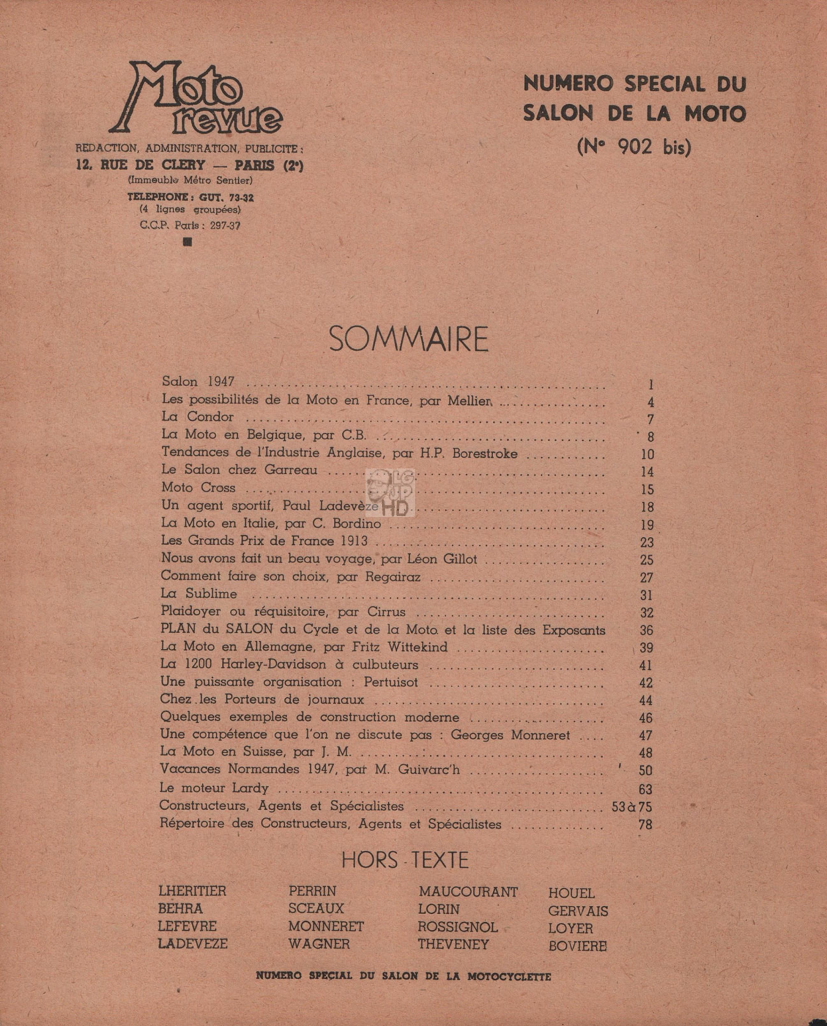 Moto
revue
REDACTION, ADMINISTRATION, PUBLICITE :
12, RUE DE CLERY — PARIS (2e)
(Immeuble Métro Sentier)
TELEPHONE : GUT. 73-32
(4 lignes groupées)
C.C.P. Paris : 297-37
NUMERO SPECIAL DU
SALON DE LA MOTO
(No 902 bis)
SOMMAIRE
Salon 1947 ........ 1
Les possibilités de la Moto en France, par Mellien ........ 4
La Condor ........ 7
La Moto en Belgique, par C.B. ........ 8
Tendances de l'Industrie Anglaise, par H.P. Borestroke ........ 10
Le Salon chez Garreau ........ 14
Moto Cross ........ 15
Un agent sportif, Paul Ladevèze ........ 18
La Moto en Italie, par C. Bordino ........ 19
Les Grands Prix de France 1913 ........ 23
Nous avons fait un beau voyage, par Léon Gillot ........ 25
Comment faire son choix, par Regairaz ........ 27
La Sublime ........ 31
Plaidoyer ou réquisitoire, par Cirrus ........ 32
PLAN du SALON du Cycle et de la Moto et la liste des Exposants 36
La Moto en Allemagne, par Fritz Wittekind ........ 39
La 1200 Harley-Davidson à culbuteurs ........ 41
Une puissante organisation : Pertuisot ........ 42
Chez les Porteurs de journaux ........ 44
Quelques exemples de construction moderne ........ 46
Une compétence que l'on ne discute pas : Georges Monneret .... 47
La Moto en Suisse, par J. M. ........ 48
Vacances Normandes 1947, par M. Guivarc'h ........ 50
Le moteur Lardy ........ 63
Constructeurs, Agents et Spécialistes ........ 53 à 75
Répertoire des Constructeurs, Agents et Spécialistes ........ 78
HORS-TEXTE
LHERITIER PERRIN MAUCOURANT HOUEL
BEHRA SCEAUX LORIN GERVAIS
LEFEVRE MONNERET ROSSIGNOL LOYER
LADEVEZE WAGNER THEVENEY BOVIERE
NUMERO SPECIAL DU SALON DE LA MOTOCYCLETTE